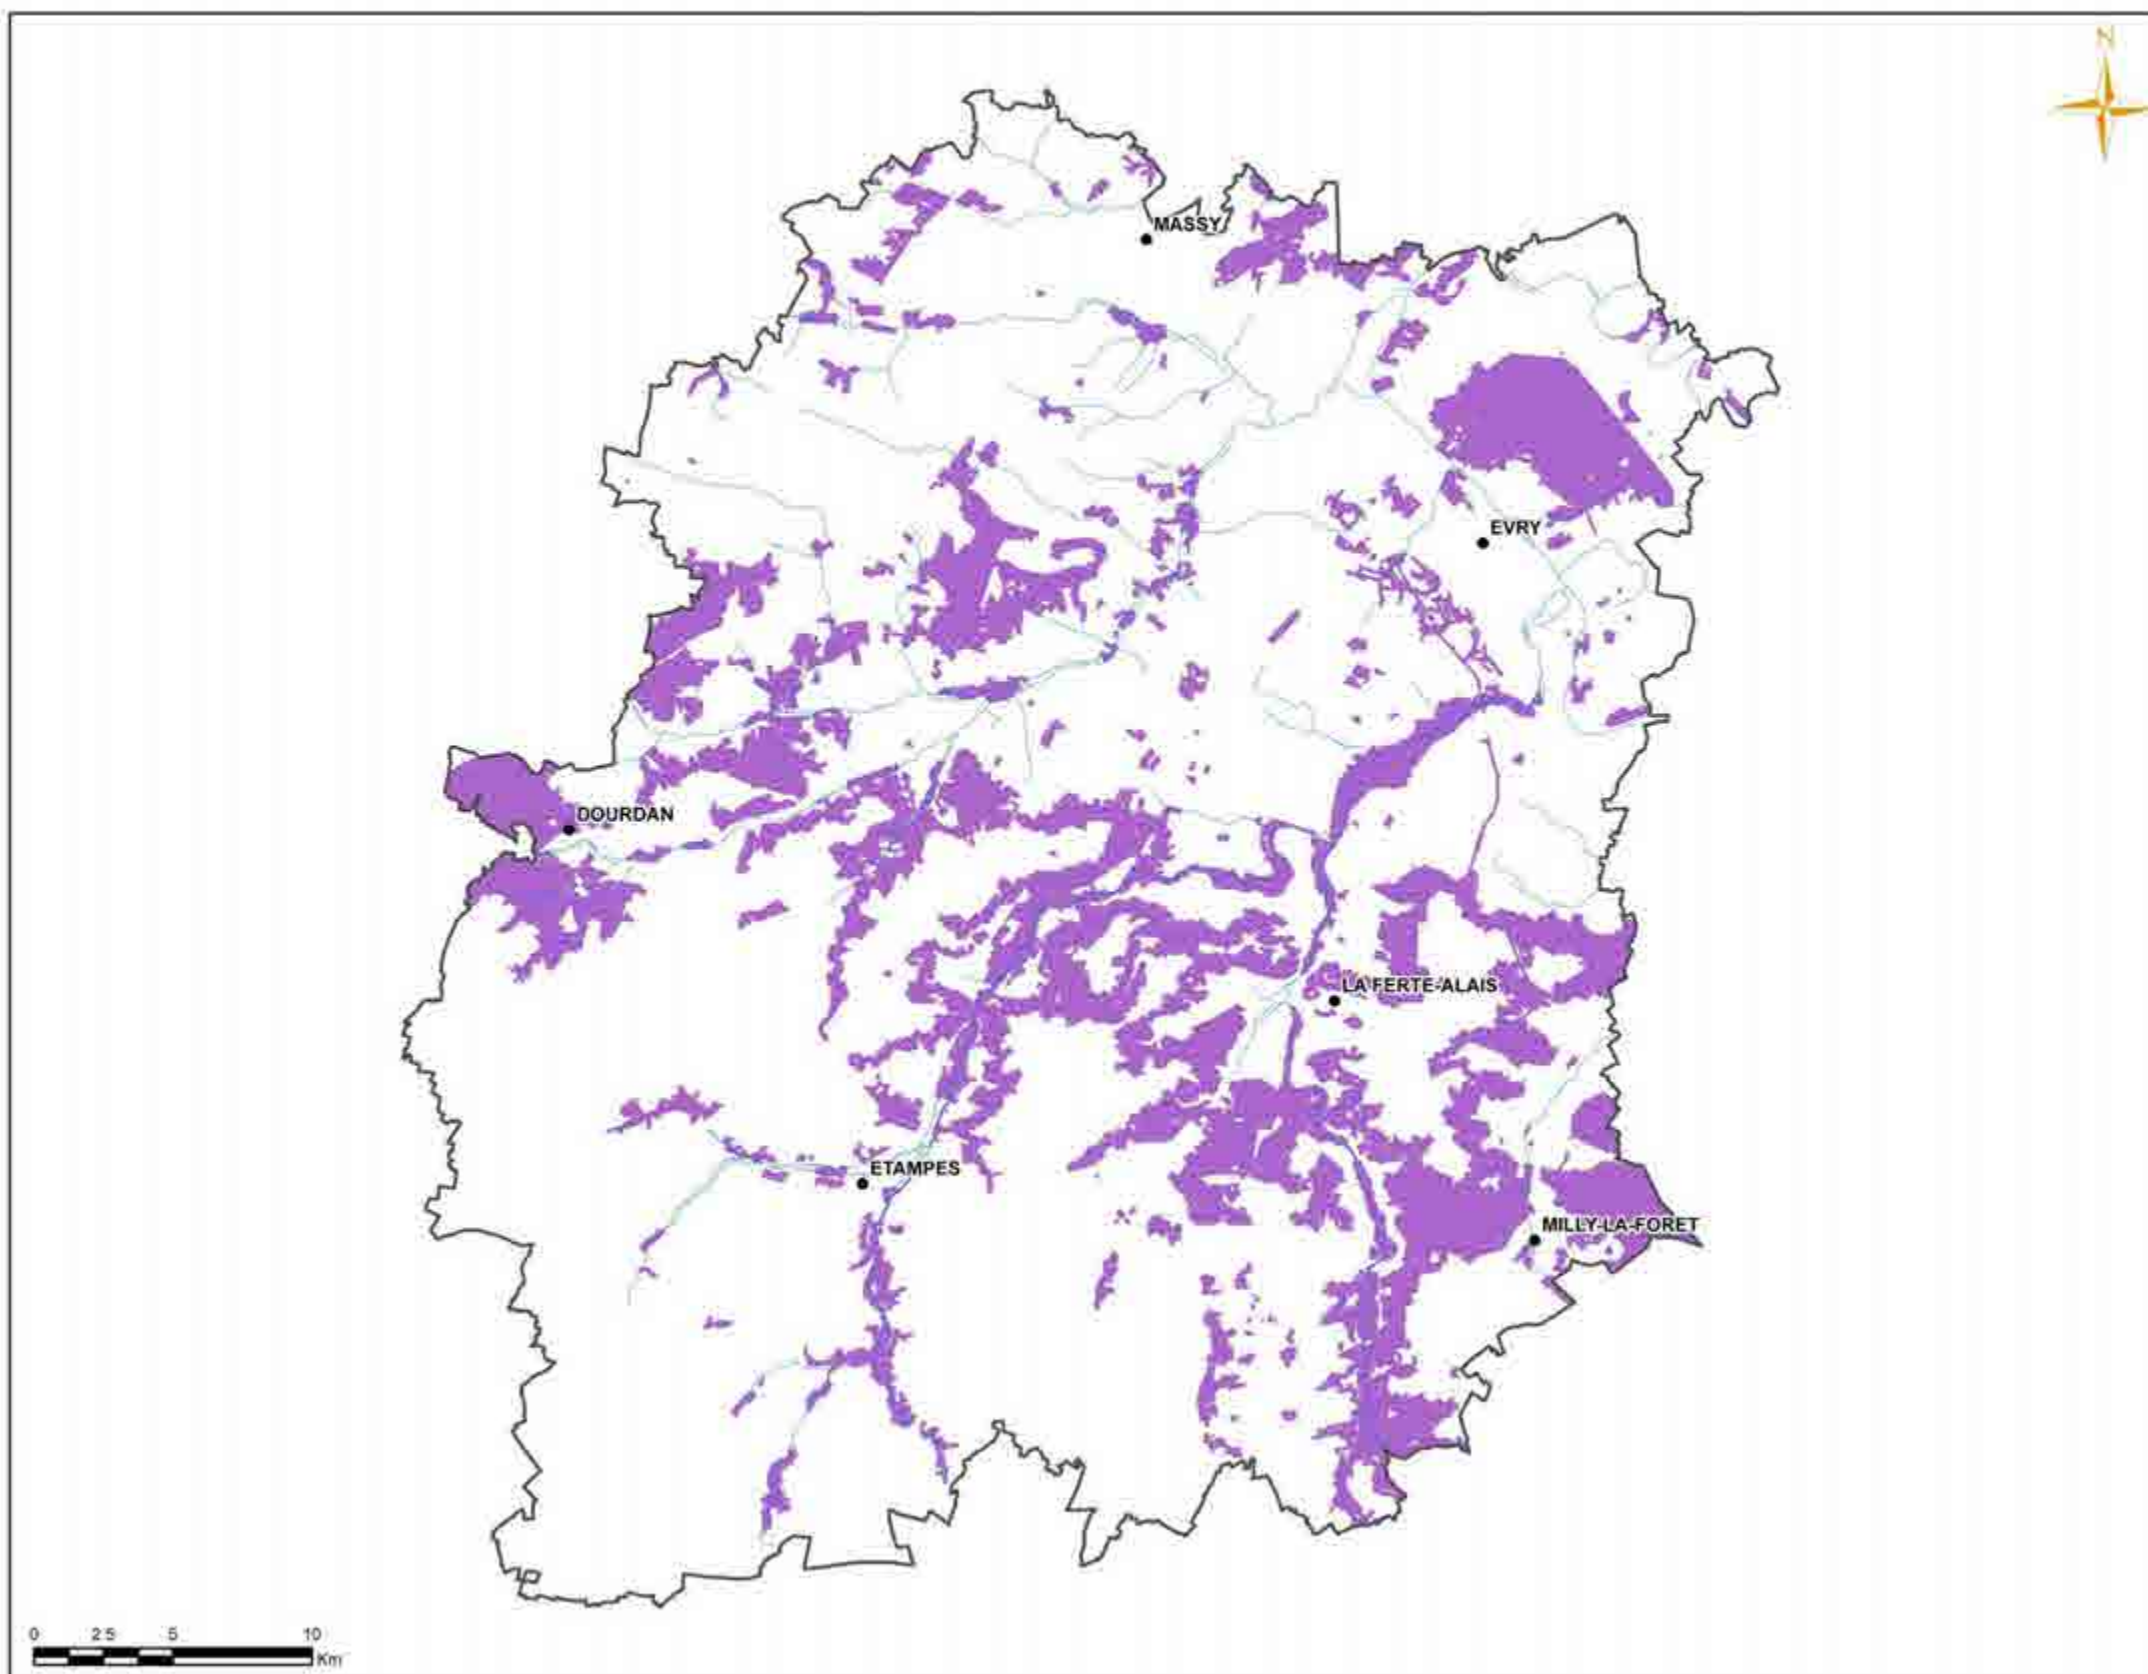 N
MASSY
EVRY
DOURDAN
LA FERTE-ALAIS
ETAMPES
MILLY-LA-FORET
0 2.5 5 10
Km